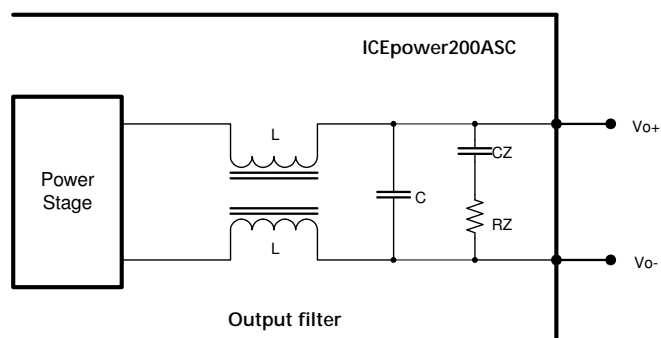 ICEpower200ASC
L
Vo+
CZ
Power
Stage
C
RZ
L
Vo-
Output filter